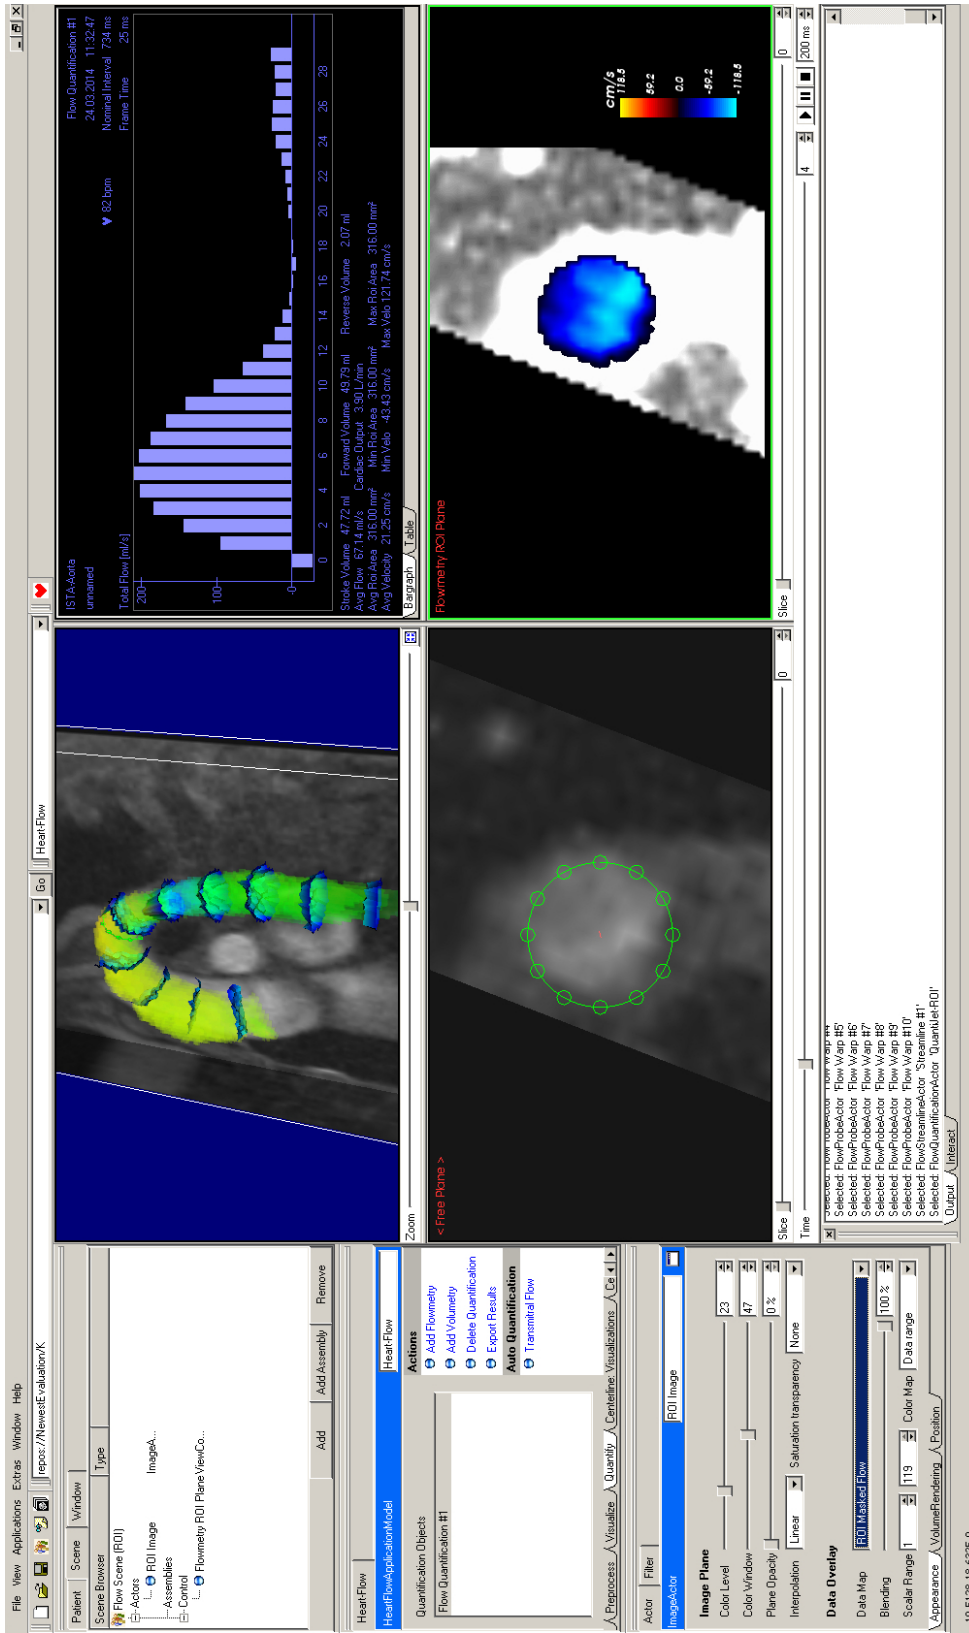 File View Applications Extras Window Help
repos://NewestEvaluation/K
Go
Heart-Flow
Patient Scene Window
Scene Browser Type
Flow Scene (ROI)
Actors
ROI Image ImageA...
Assemblies
Control
Flowmetry ROI Plane ViewCo...
Add Add Assembly Remove
Heart-Flow
HeartFlowApplicationModel Heart-Flow
Quantification Objects
Flow Quantification #1
Actions
Add Flowmetry
Add Volumetry
Delete Quantification
Export Results
Auto Quantification
Transmitral Flow
Preprocess Visualize Quantify Centerline: Visualizations Ce
Actor Filter
ImageActor ROI Image
Image Plane
Color Level 23
Color Window 47
Plane Opacity 0 %
Interpolation Linear Saturation transparency None
Data Overlay
Data Map ROI Masked Flow
Blending 100 %
Scalar Range 1 119 Color Map Data range
Appearance VolumeRendering Position
Zoom
ISTA-Aorta Flow Quantification #1
unnamed 24.03.2014 11:32:47
82 bpm Nominal Interval 734 ms
Total Flow [ml/s] Frame Time 25 ms
200
100
-0
0 2 4 6 8 10 12 14 16 18 20 22 24 26 28
Stroke Volume 47.72 ml Forward Volume 49.79 ml Reverse Volume 2.07 ml
Avg Flow 67.14 ml/s Cardiac Output 3.90 L/min
Avg Roi Area 316.00 mm² Min Roi Area 316.00 mm² Max Roi Area 316.00 mm²
Avg Velocity 21.25 cm/s Min Velo -43.43 cm/s Max Velo 121.74 cm/s
Bargraph Table
< Free Plane >
Slice 0
Flowmetry ROI Plane
cm/s
118.5
59.2
0.0
-59.2
-118.5
Slice 0
Time 4 200 ms
Selected: FlowProbeActor 'Flow Warp #4'
Selected: FlowProbeActor 'Flow Warp #5'
Selected: FlowProbeActor 'Flow Warp #6'
Selected: FlowProbeActor 'Flow Warp #7'
Selected: FlowProbeActor 'Flow Warp #8'
Selected: FlowProbeActor 'Flow Warp #9'
Selected: FlowProbeActor 'Flow Warp #10'
Selected: FlowStreamlineActor 'Streamline #1'
Selected: FlowQuantificationActor 'QuantiJet-ROI'
Output Interact